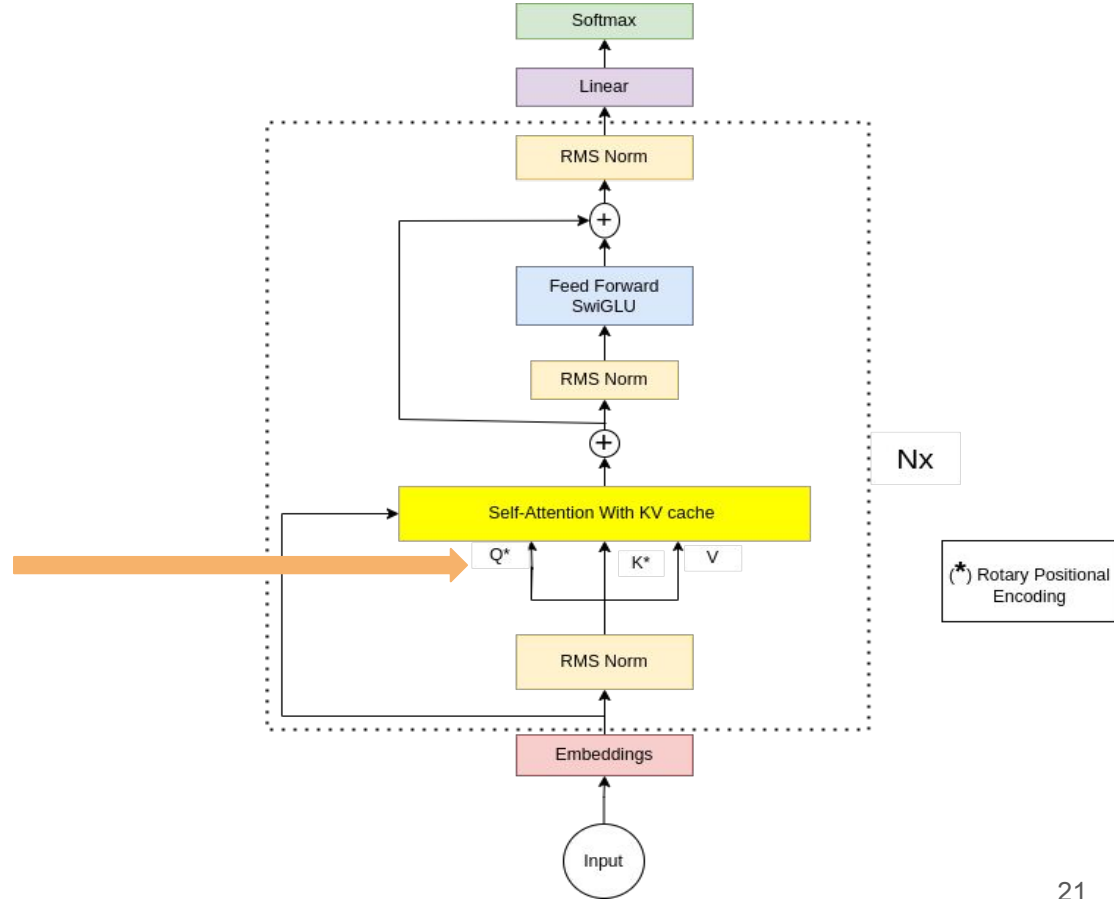 Softmax
Linear
RMS Norm
+
Feed Forward
SwiGLU
RMS Norm
+
Nx
Self-Attention With KV cache
Q*
K*
V
(*) Rotary Positional
Encoding
RMS Norm
Embeddings
Input
21